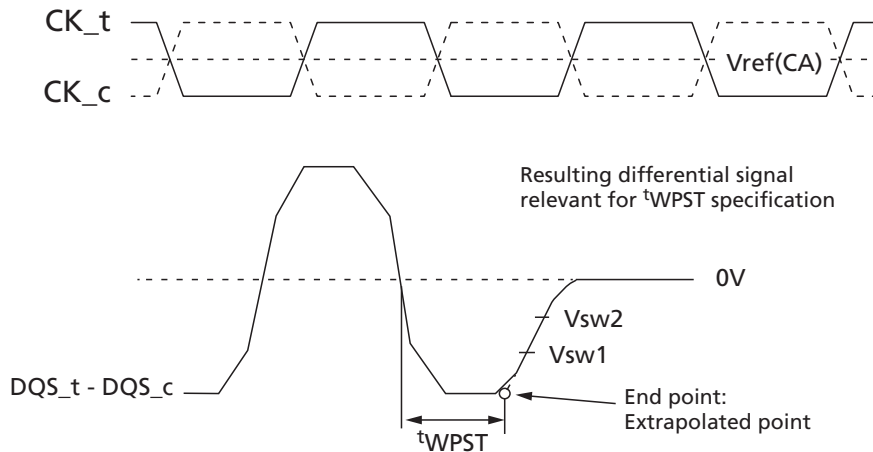 CK_t
CK_c
Vref(CA)
Resulting differential signal
relevant for tWPST specification
0V
Vsw2
Vsw1
DQS_t - DQS_c
End point:
Extrapolated point
tWPST